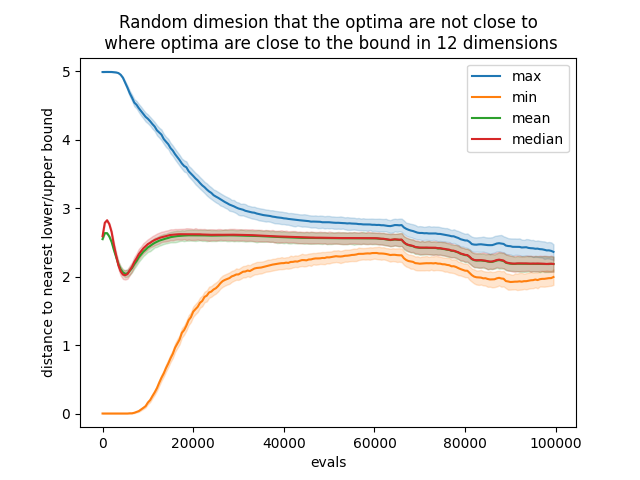 Random dimesion that the optima are not close to
where optima are close to the bound in 12 dimensions
distance to nearest lower/upper bound
5
4
3
2
1
0
max
min
mean
median
0 20000 40000 60000 80000 100000
evals